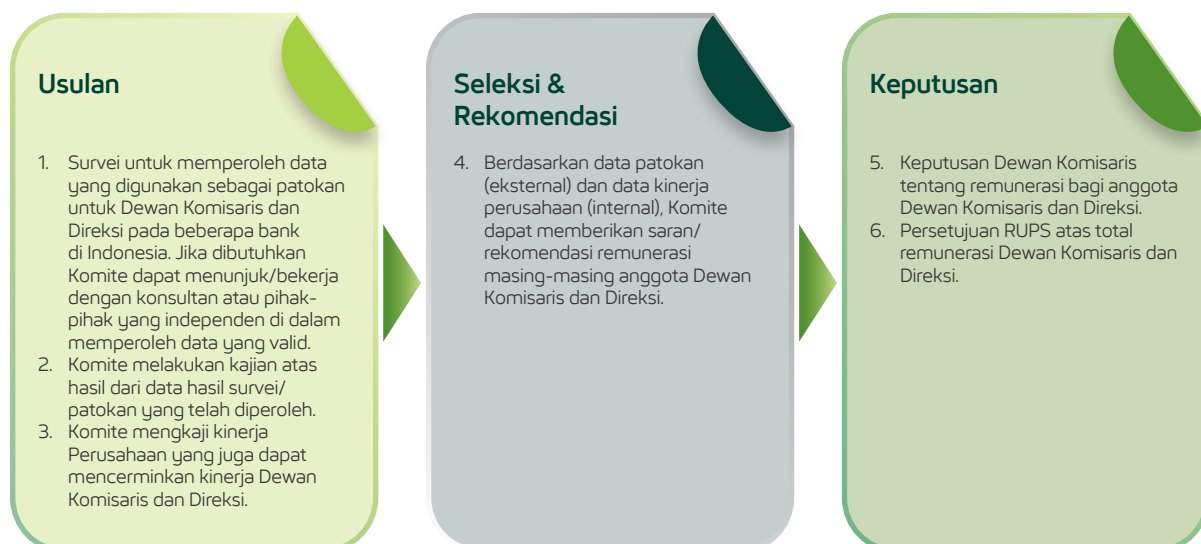 Usulan
1. Survei untuk memperoleh data
yang digunakan sebagai patokan
untuk Dewan Komisaris dan
Direksi pada beberapa bank
di Indonesia. Jika dibutuhkan
Komite dapat menunjuk/bekerja
dengan konsultan atau pihak-
pihak yang independen di dalam
memperoleh data yang valid.
2. Komite melakukan kajian atas
hasil dari data hasil survei/
patokan yang telah diperoleh.
3. Komite mengkaji kinerja
Perusahaan yang juga dapat
mencerminkan kinerja Dewan
Komisaris dan Direksi.
Seleksi &
Rekomendasi
4. Berdasarkan data patokan
(eksternal) dan data kinerja
perusahaan (internal), Komite
dapat memberikan saran/
rekomendasi remunerasi
masing-masing anggota Dewan
Komisaris dan Direksi.
Keputusan
5. Keputusan Dewan Komisaris
tentang remunerasi bagi anggota
Dewan Komisaris dan Direksi.
6. Persetujuan RUPS atas total
remunerasi Dewan Komisaris dan
Direksi.